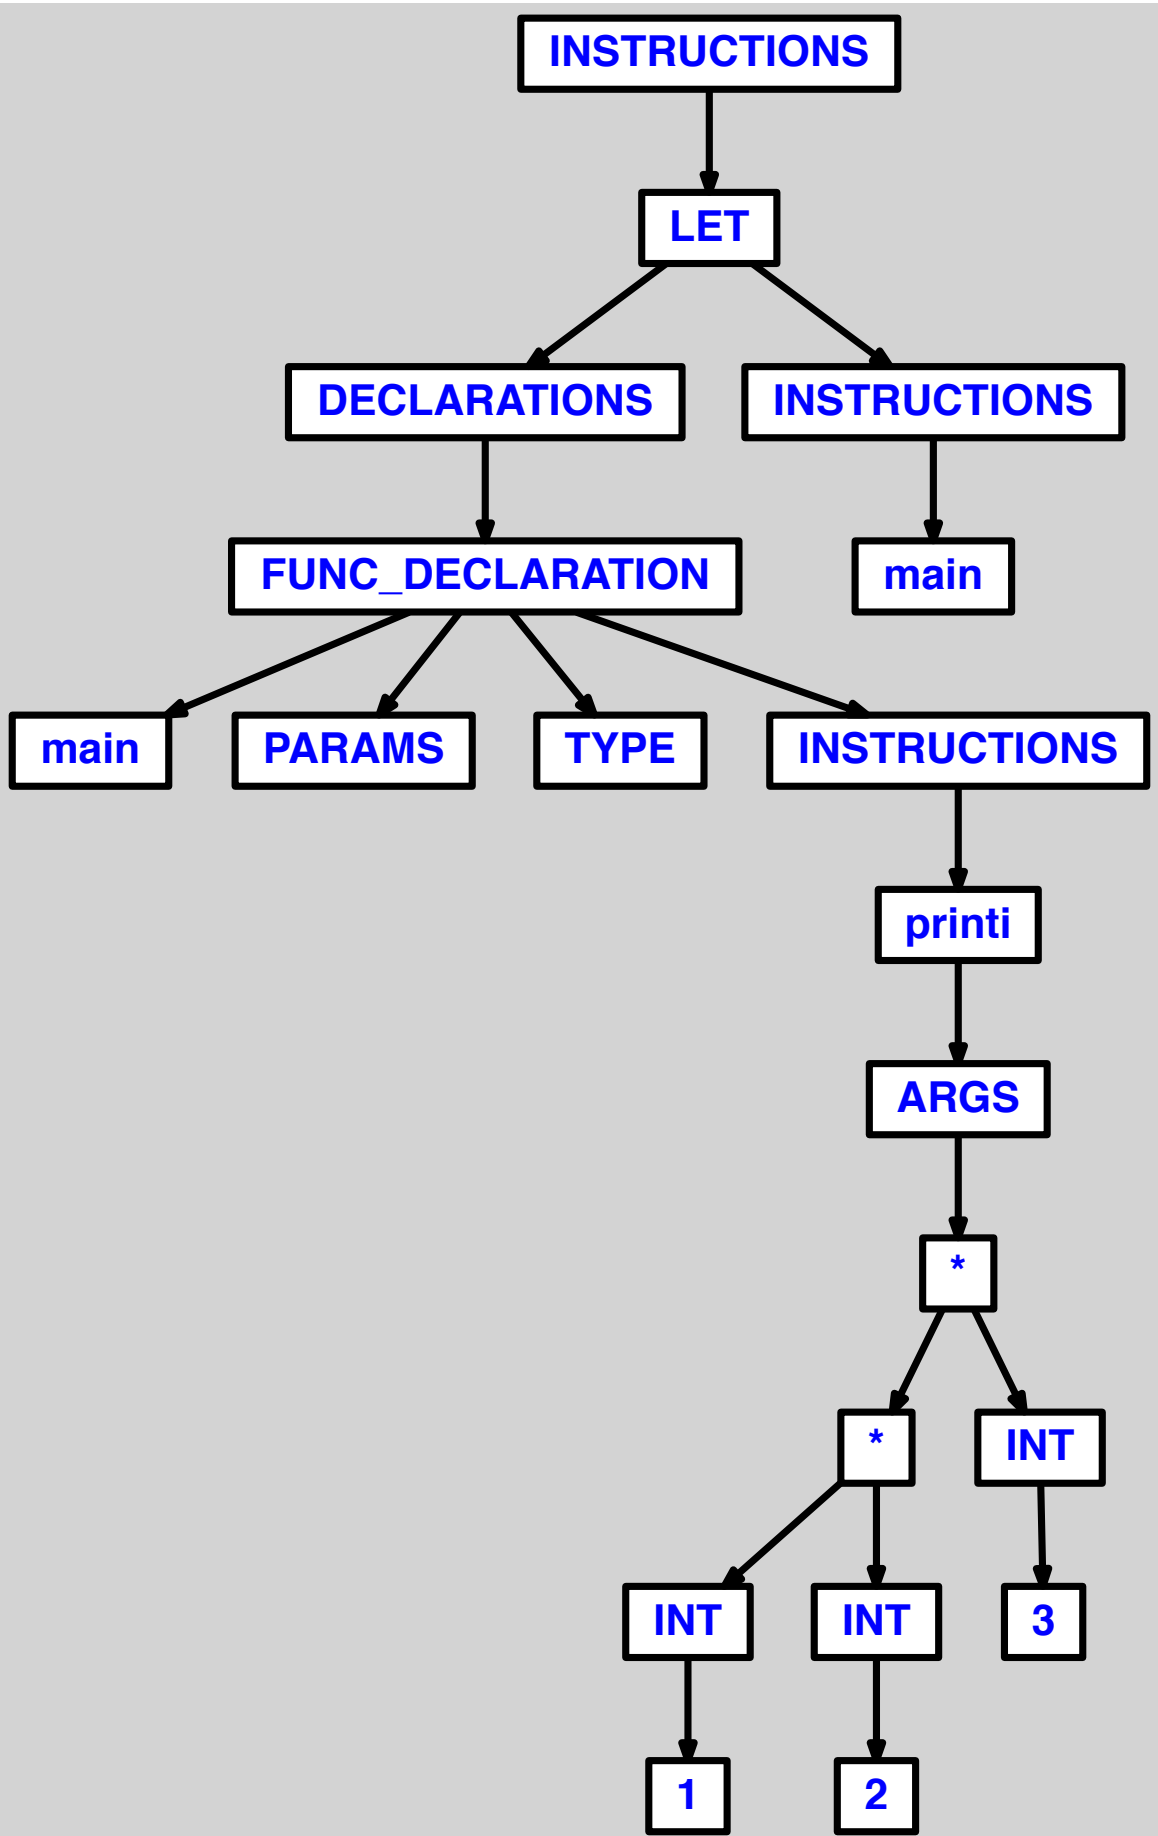 INSTRUCTIONS
LET
DECLARATIONS
INSTRUCTIONS
FUNC_DECLARATION
main
main
PARAMS
TYPE
INSTRUCTIONS
printi
ARGS
*
*
INT
INT
INT
3
1
2